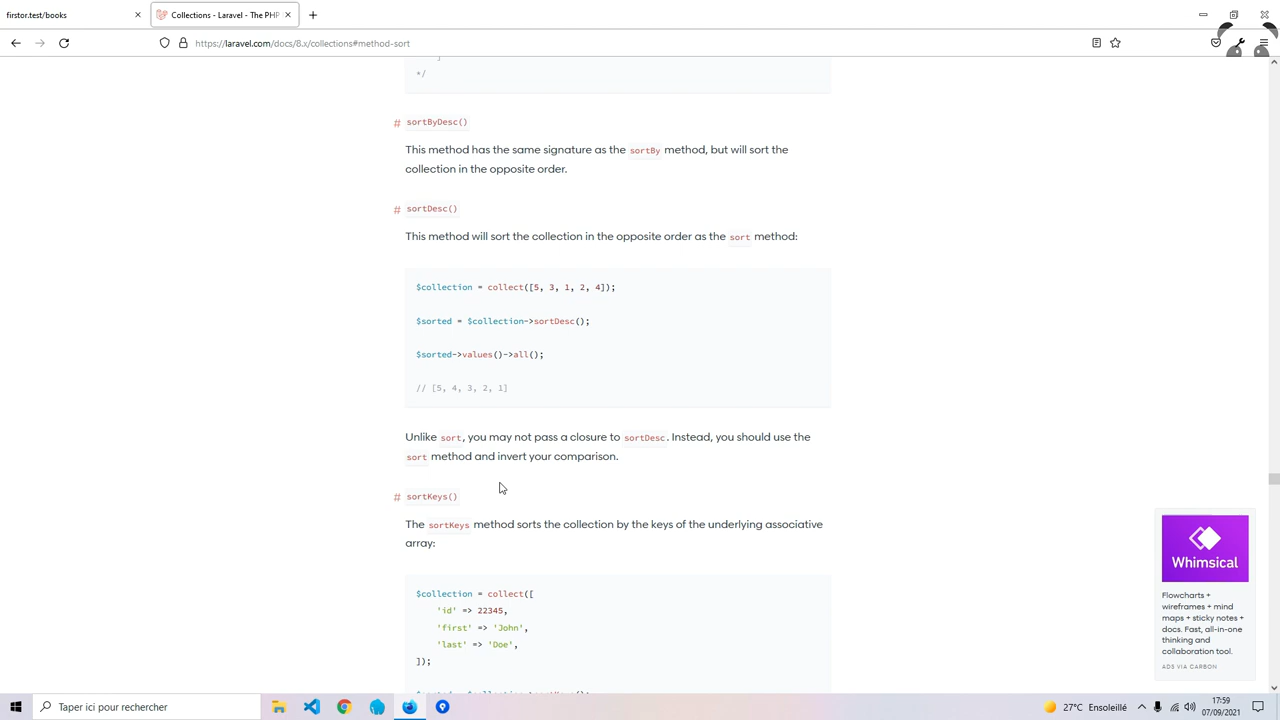 firstor.test/books
Collections - Laravel - The PHP
https://laravel.com/docs/8.x/collections#method-sort
]
*/
# sortByDesc()
This method has the same signature as the sortBy method, but will sort the
collection in the opposite order.
# sortDesc()
This method will sort the collection in the opposite order as the sort method:
$collection = collect([5, 3, 1, 2, 4]);
$sorted = $collection->sortDesc();
$sorted->values()->all();
// [5, 4, 3, 2, 1]
Unlike sort, you may not pass a closure to sortDesc. Instead, you should use the
sort method and invert your comparison.
# sortKeys()
The sortKeys method sorts the collection by the keys of the underlying associative
array:
$collection = collect([
'id' => 22345,
'first' => 'John',
'last' => 'Doe',
]);
Whimsical
Flowcharts +
wireframes + mind
maps + sticky notes +
docs. Fast, all-in-one
thinking and
collaboration tool.
ADS VIA CARBON
Taper ici pour rechercher
27°C Ensoleillé
17:59
07/09/2021